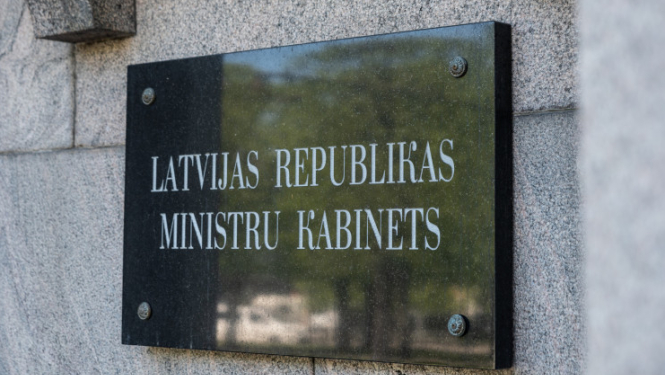 LATVIJAS REPUBLIKAS
MINISTRU KABINETS